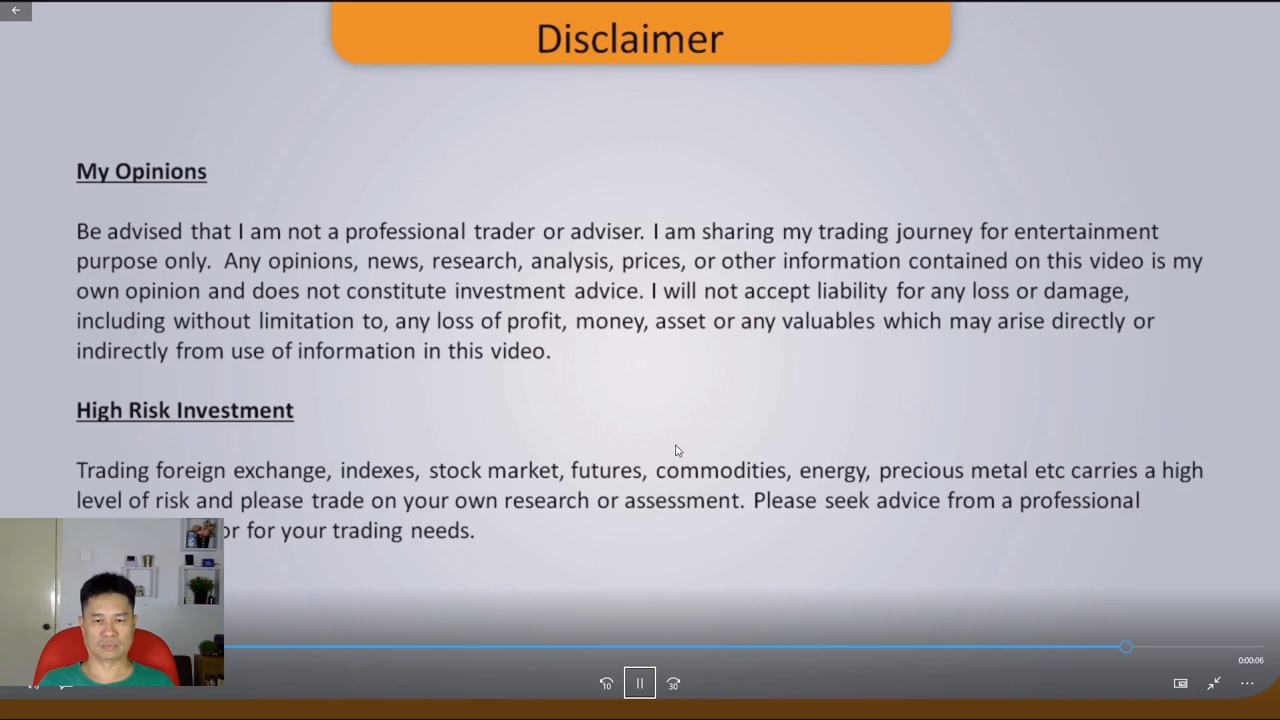 Disclaimer
My Opinions
Be advised that I am not a professional trader or adviser. I am sharing my trading journey for entertainment
purpose only. Any opinions, news, research, analysis, prices, or other information contained on this video is my
own opinion and does not constitute investment advice. I will not accept liability for any loss or damage,
including without limitation to, any loss of profit, money, asset or any valuables which may arise directly or
indirectly from use of information in this video.
High Risk Investment
Trading foreign exchange, indexes, stock market, futures, commodities, energy, precious metal etc carries a high
level of risk and please trade on your own research or assessment. Please seek advice from a professional
for your trading needs.
0:00:06
10
30